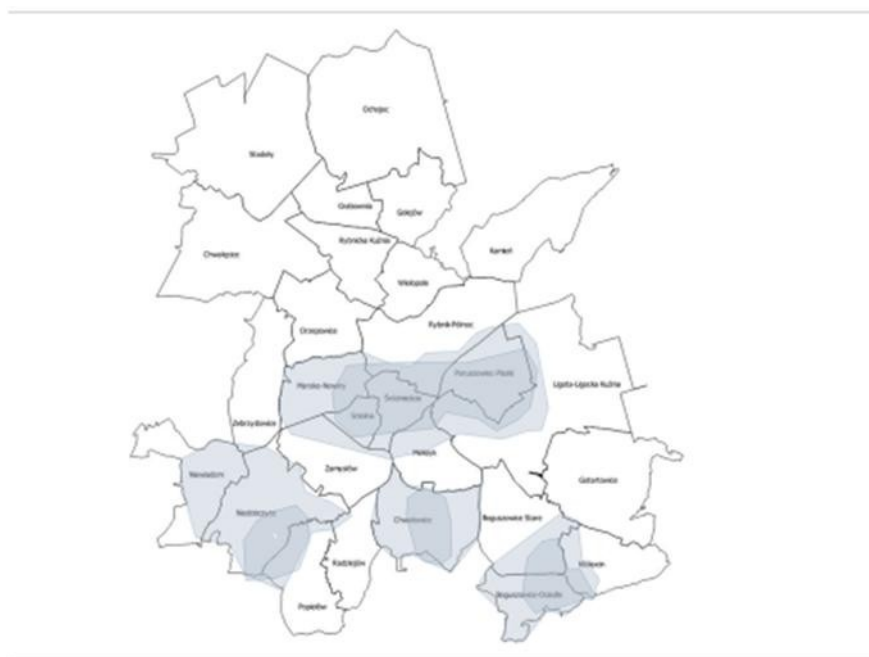 Ochojec
Stodoły
Grabownia
Golejów
Rybnicka Kuźnia
Kamień
Chwałęcice
Wielopole
Orzepowice
Rybnik-Północ
Maroko-Nowiny
Paruszowiec-Piaski
Ligota-Ligocka Kuźnia
Śródmieście
Smolna
Zebrzydowice
Meksyk
Zamysłów
Niewiadom
Gotartowice
Niedobczyce
Chwałowice
Boguszowice Stare
Radziejów
Kłokocin
Boguszowice-Osiedle
Popielów